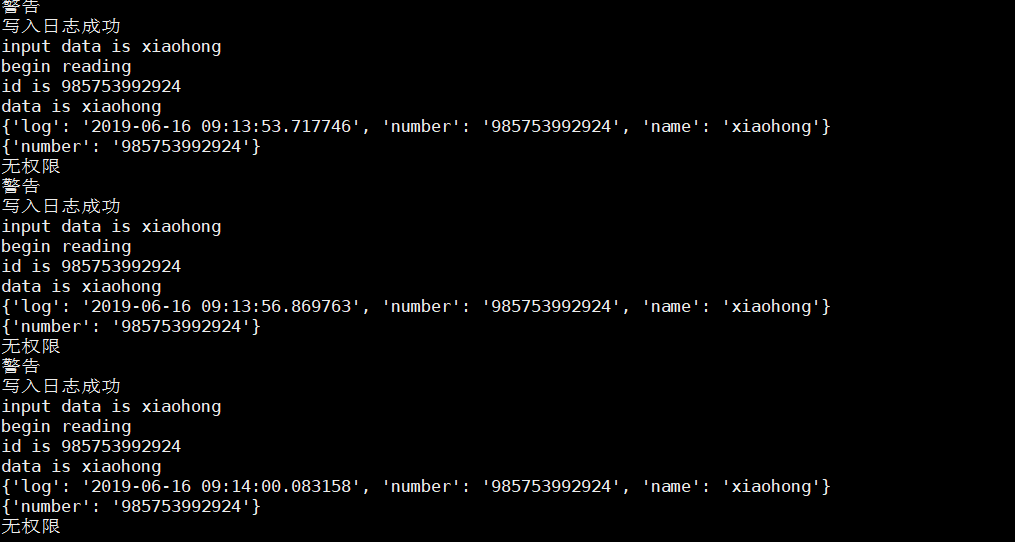 警告
写入日志成功
input data is xiaohong
begin reading
id is 985753992924
data is xiaohong
{'log': '2019-06-16 09:13:53.717746', 'number': '985753992924', 'name': 'xiaohong'}
{'number': '985753992924'}
无权限
警告
写入日志成功
input data is xiaohong
begin reading
id is 985753992924
data is xiaohong
{'log': '2019-06-16 09:13:56.869763', 'number': '985753992924', 'name': 'xiaohong'}
{'number': '985753992924'}
无权限
警告
写入日志成功
input data is xiaohong
begin reading
id is 985753992924
data is xiaohong
{'log': '2019-06-16 09:14:00.083158', 'number': '985753992924', 'name': 'xiaohong'}
{'number': '985753992924'}
无权限